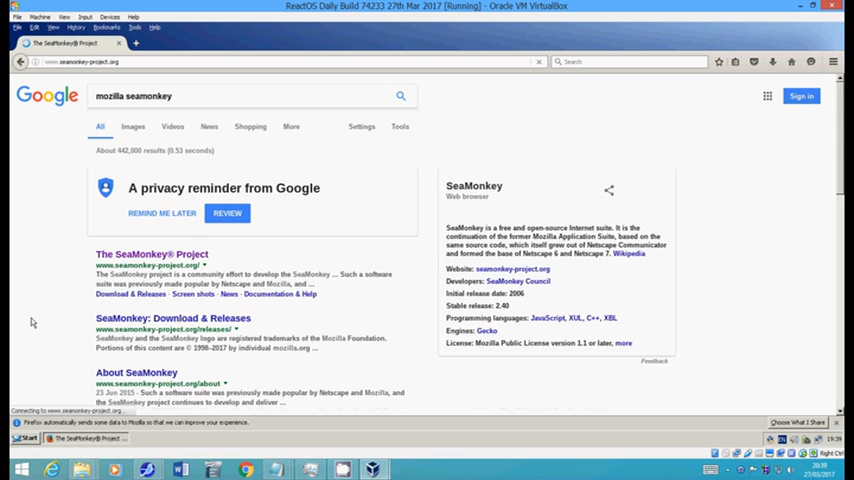 ReactOS Daily Build 74233 27th Mar 2017 [Running] - Oracle VM VirtualBox
File Machine View Input Devices Help
File Edit View History Bookmarks Tools Help
The SeaMonkey® Project
www.seamonkey-project.org
Search
Google
mozilla seamonkey
Sign in
All Images Videos News Shopping More Settings Tools
About 442,000 results (0.53 seconds)
A privacy reminder from Google
REMIND ME LATER REVIEW
The SeaMonkey® Project
www.seamonkey-project.org/
The SeaMonkey project is a community effort to develop the SeaMonkey ... Such a software
suite was previously made popular by Netscape and Mozilla, and ...
Download & Releases · Screen shots · News · Documentation & Help
SeaMonkey: Download & Releases
www.seamonkey-project.org/releases/
SeaMonkey and the SeaMonkey logo are registered trademarks of the Mozilla Foundation.
Portions of this content are © 1998–2017 by individual mozilla.org ...
About SeaMonkey
www.seamonkey-project.org/about
23 Jun 2015 - Such a software suite was previously made popular by Netscape and Mozilla, and
the SeaMonkey project continues to develop and deliver ...
SeaMonkey
Web browser
SeaMonkey is a free and open-source Internet suite. It is the
continuation of the former Mozilla Application Suite, based on the
same source code, which itself grew out of Netscape Communicator
and formed the base of Netscape 6 and Netscape 7. Wikipedia
Website: seamonkey-project.org
Developers: SeaMonkey Council
Initial release date: 2006
Stable release: 2.40
Programming languages: JavaScript, XUL, C++, XBL
Engines: Gecko
License: Mozilla Public License version 1.1 or later, more
Feedback
Connecting to www.seamonkey-project.org...
Firefox automatically sends some data to Mozilla so that we can improve your experience.
Choose What I Share
Start
The SeaMonkey® Project ...
EN
19:39
Right Ctrl
20:39
27/03/2017